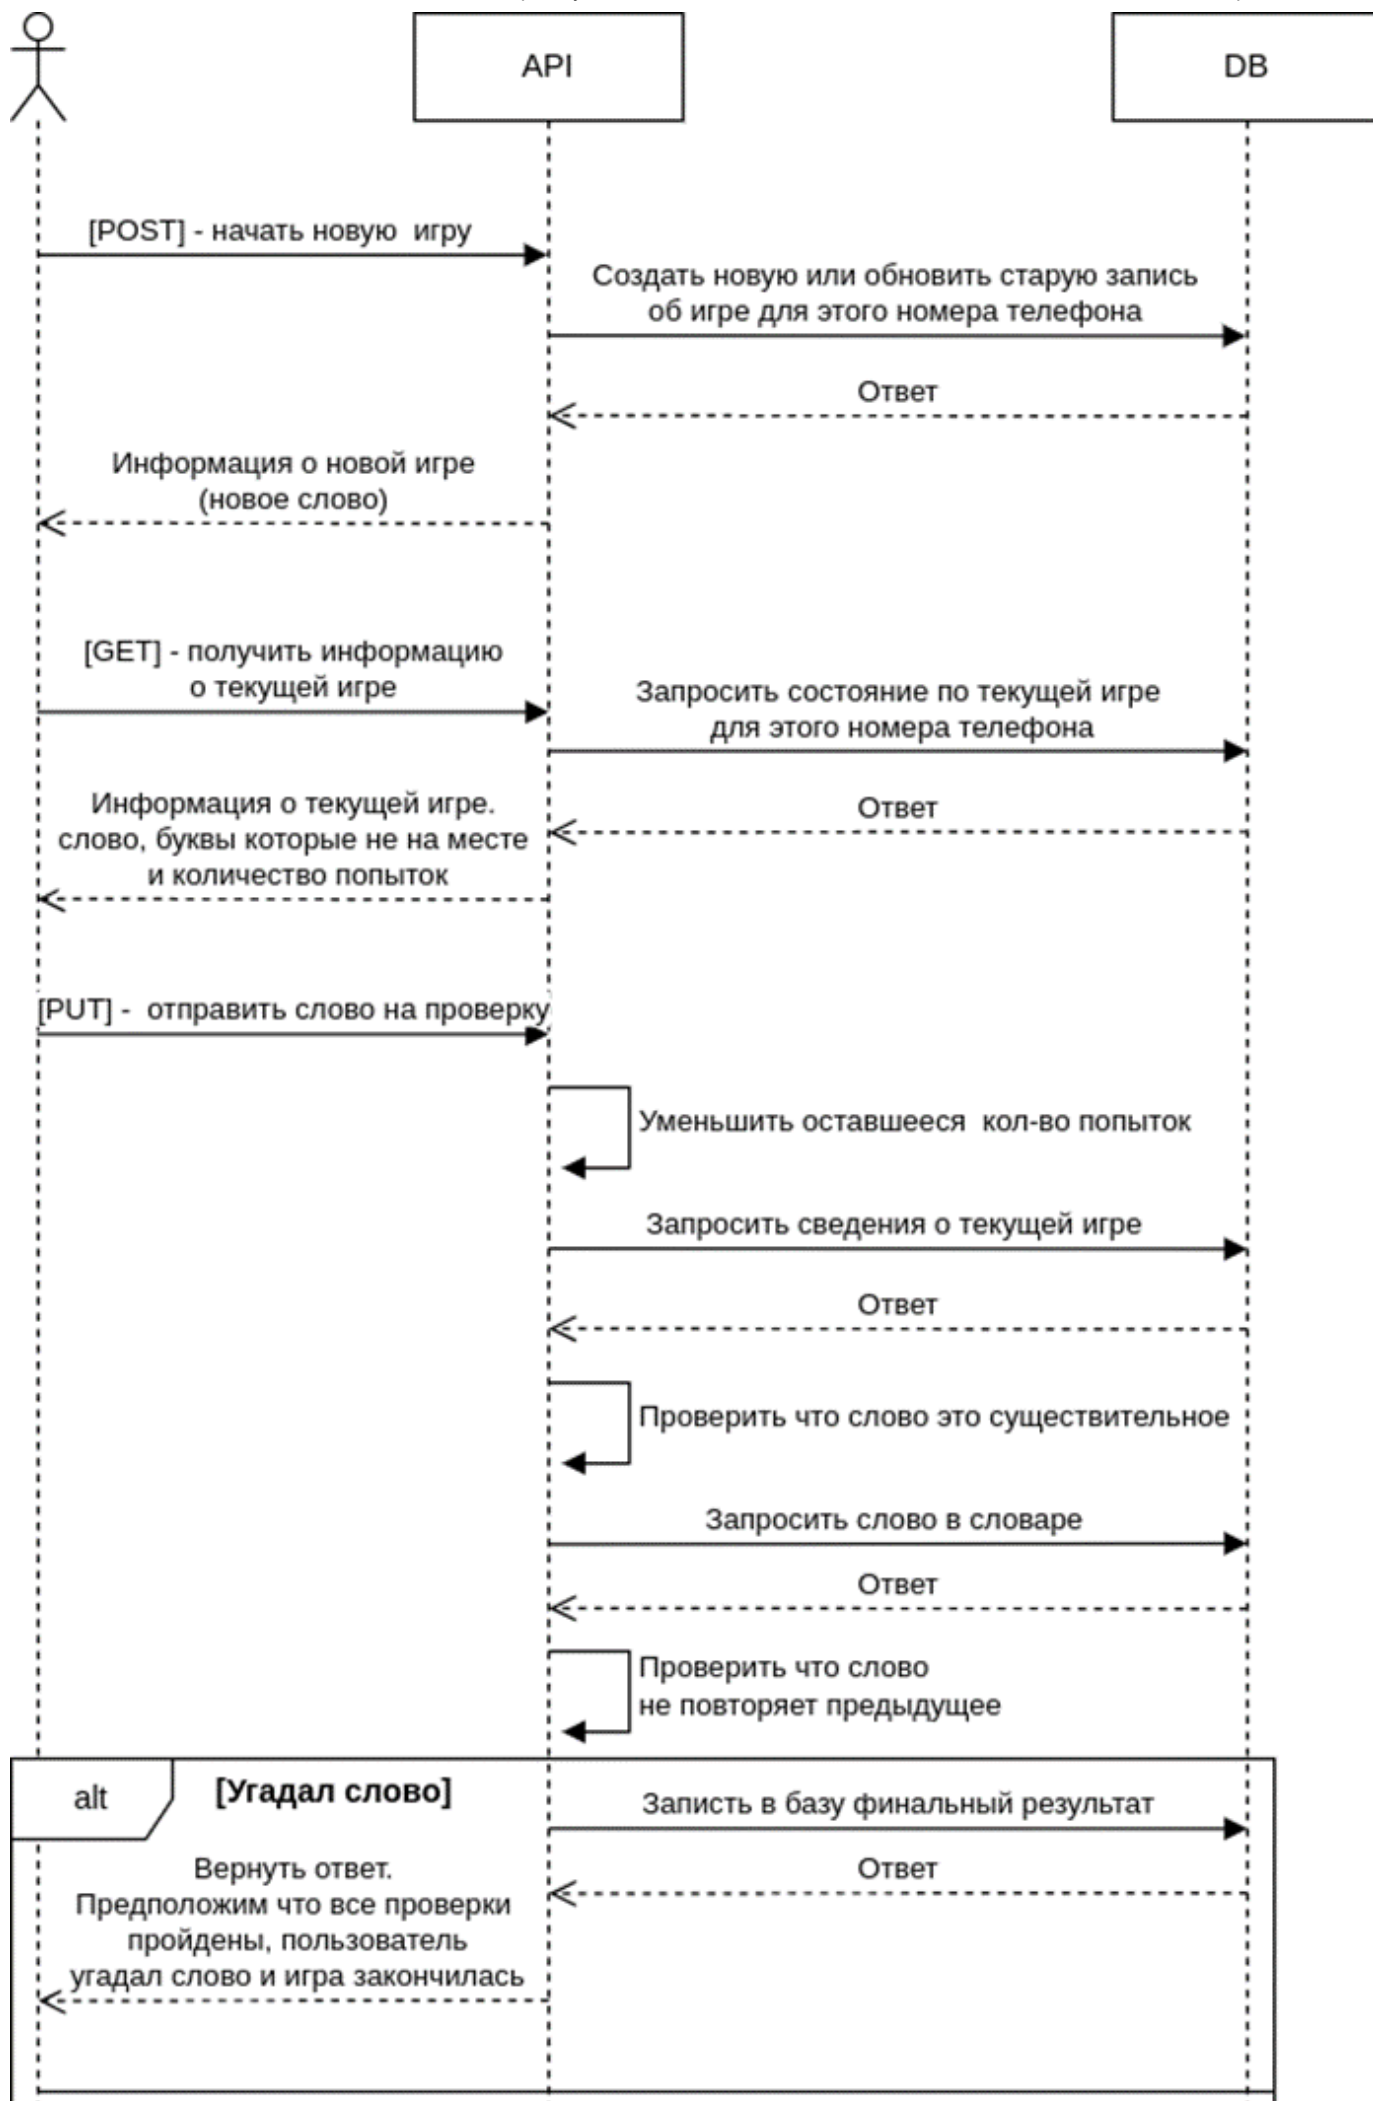 API
DB
[POST] - начать новую  игру
Создать новую или обновить старую запись
об игре для этого номера телефона
Ответ
Информация о новой игре
(новое слово)
[GET] - получить информацию
о текущей игре
Запросить состояние по текущей игре
для этого номера телефона
Информация о текущей игре.
слово, буквы которые не на месте
и количество попыток
Ответ
[PUT] -  отправить слово на проверку
Уменьшить оставшееся  кол-во попыток
Запросить сведения о текущей игре
Ответ
Проверить что слово это существительное
Запросить слово в словаре
Ответ
Проверить что слово
не повторяет предыдущее
alt
[Угадал слово]
Записть в базу финальный результат
Ответ
Вернуть ответ.
Предположим что все проверки
пройдены, пользователь
угадал слово и игра закончилась